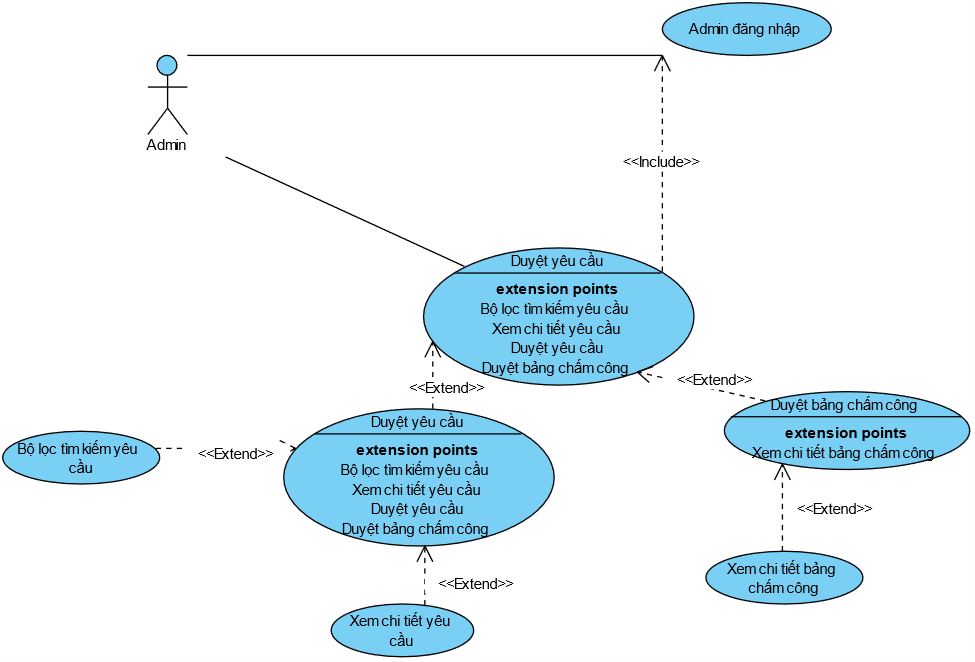 Admin đăng nhập
Admin
<<Include>>
Duyệt yêu cầu
extension points
Bộ lọc tìm kiếm yêu cầu
Xem chi tiết yêu cầu
Duyệt yêu cầu
Duyệt bảng chấm công
<<Extend>>
<<Extend>>
Duyệt bảng chấm công
extension points
Xem chi tiết bảng chấm công
Duyệt yêu cầu
extension points
Bộ lọc tìm kiếm yêu cầu
Xem chi tiết yêu cầu
Duyệt yêu cầu
Duyệt bảng chấm công
Bộ lọc tìm kiếm yêu
cầu
<<Extend>>
<<Extend>>
Xem chi tiết bảng
chấm công
<<Extend>>
Xem chi tiết yêu
cầu